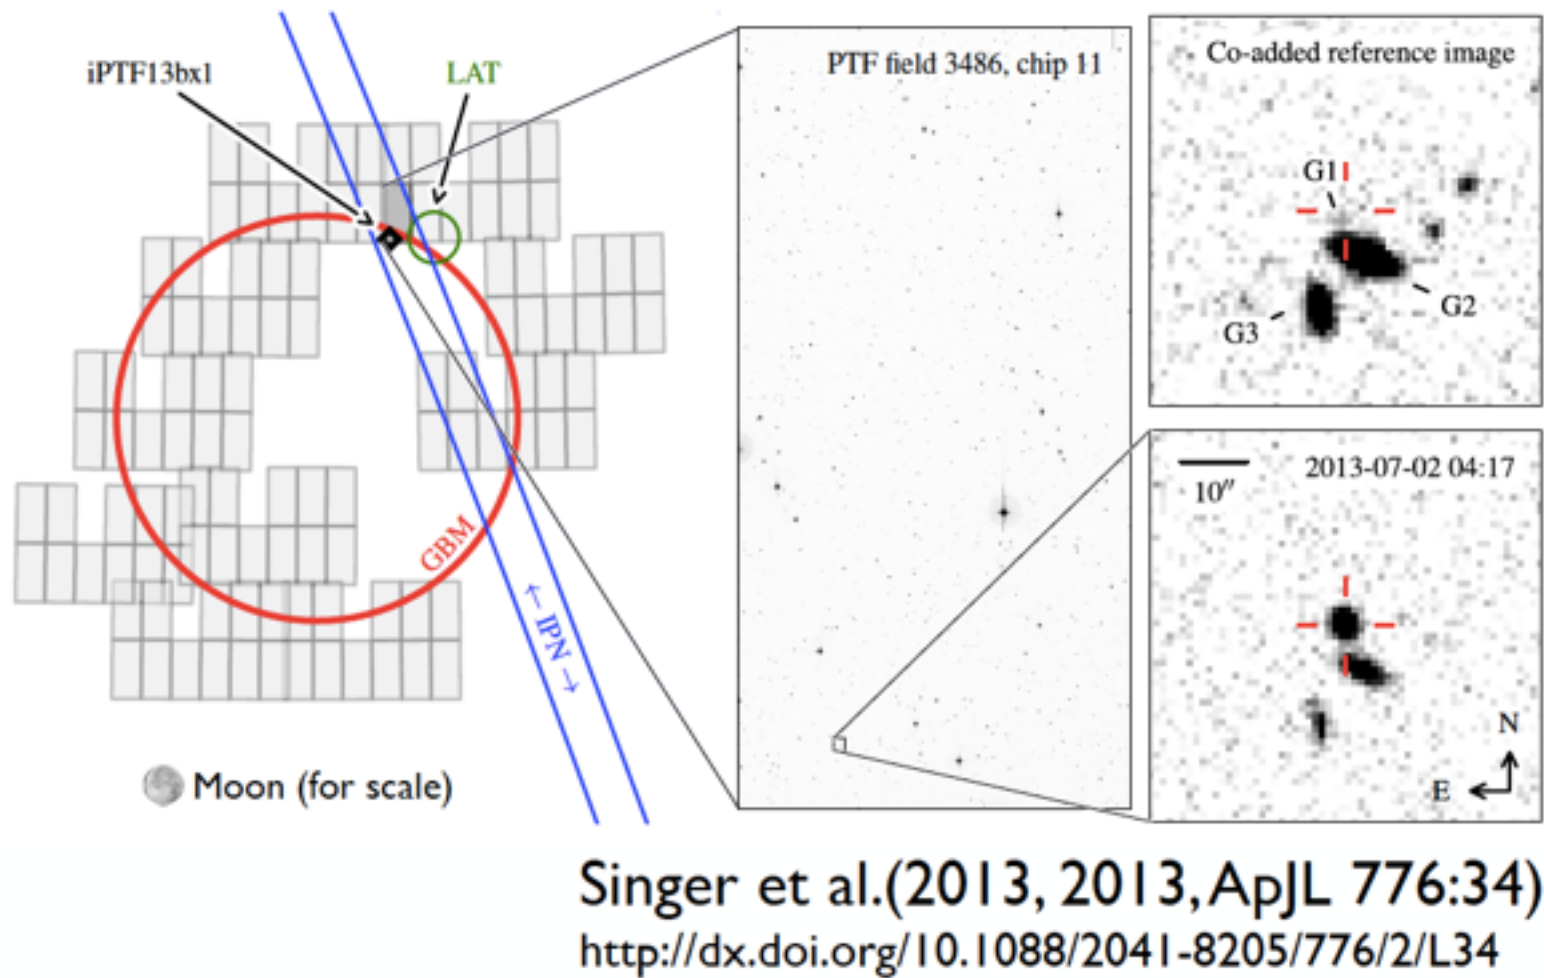 iPTF13bxl
LAT
GBM
← IPN →
Moon (for scale)
PTF field 3486, chip 11
Co-added reference image
G1
G2
G3
2013-07-02 04:17
10″
N
E
Singer et al.(2013, 2013, ApJL 776:34)
http://dx.doi.org/10.1088/2041-8205/776/2/L34